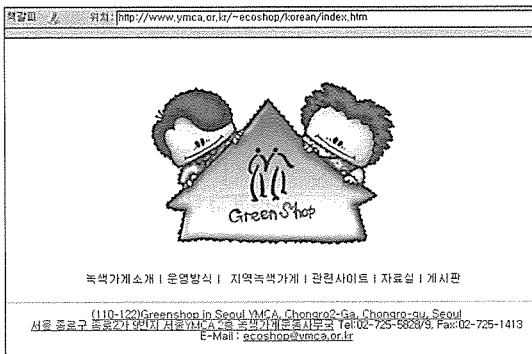 책갈피 위치: http://www.ymca.or.kr/~ecoshop/korean/index.htm
Green Shop
녹색가게소개 | 운영방식 | 지역녹색가게 | 관련사이트 | 자료실 | 게시판
(110-122)Greenshop in Seoul YMCA, Chongro2-Ga, Chongro-gu, Seoul
서울 종로구 종로2가 9번지 서울YMCA 2층 녹색가게운동사무국 Tel:02-725-5828/9, Fax:02-725-1413
E-Mail : ecoshop@ymca.or.kr